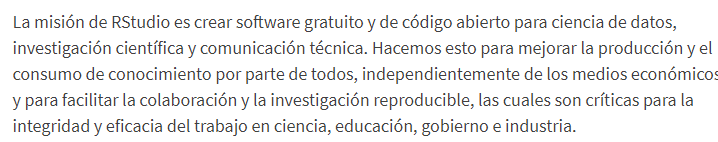 La misión de RStudio es crear software gratuito y de código abierto para ciencia de datos,
investigación científica y comunicación técnica. Hacemos esto para mejorar la producción y el
consumo de conocimiento por parte de todos, independientemente de los medios económicos
y para facilitar la colaboración y la investigación reproducible, las cuales son críticas para la
integridad y eficacia del trabajo en ciencia, educación, gobierno e industria.